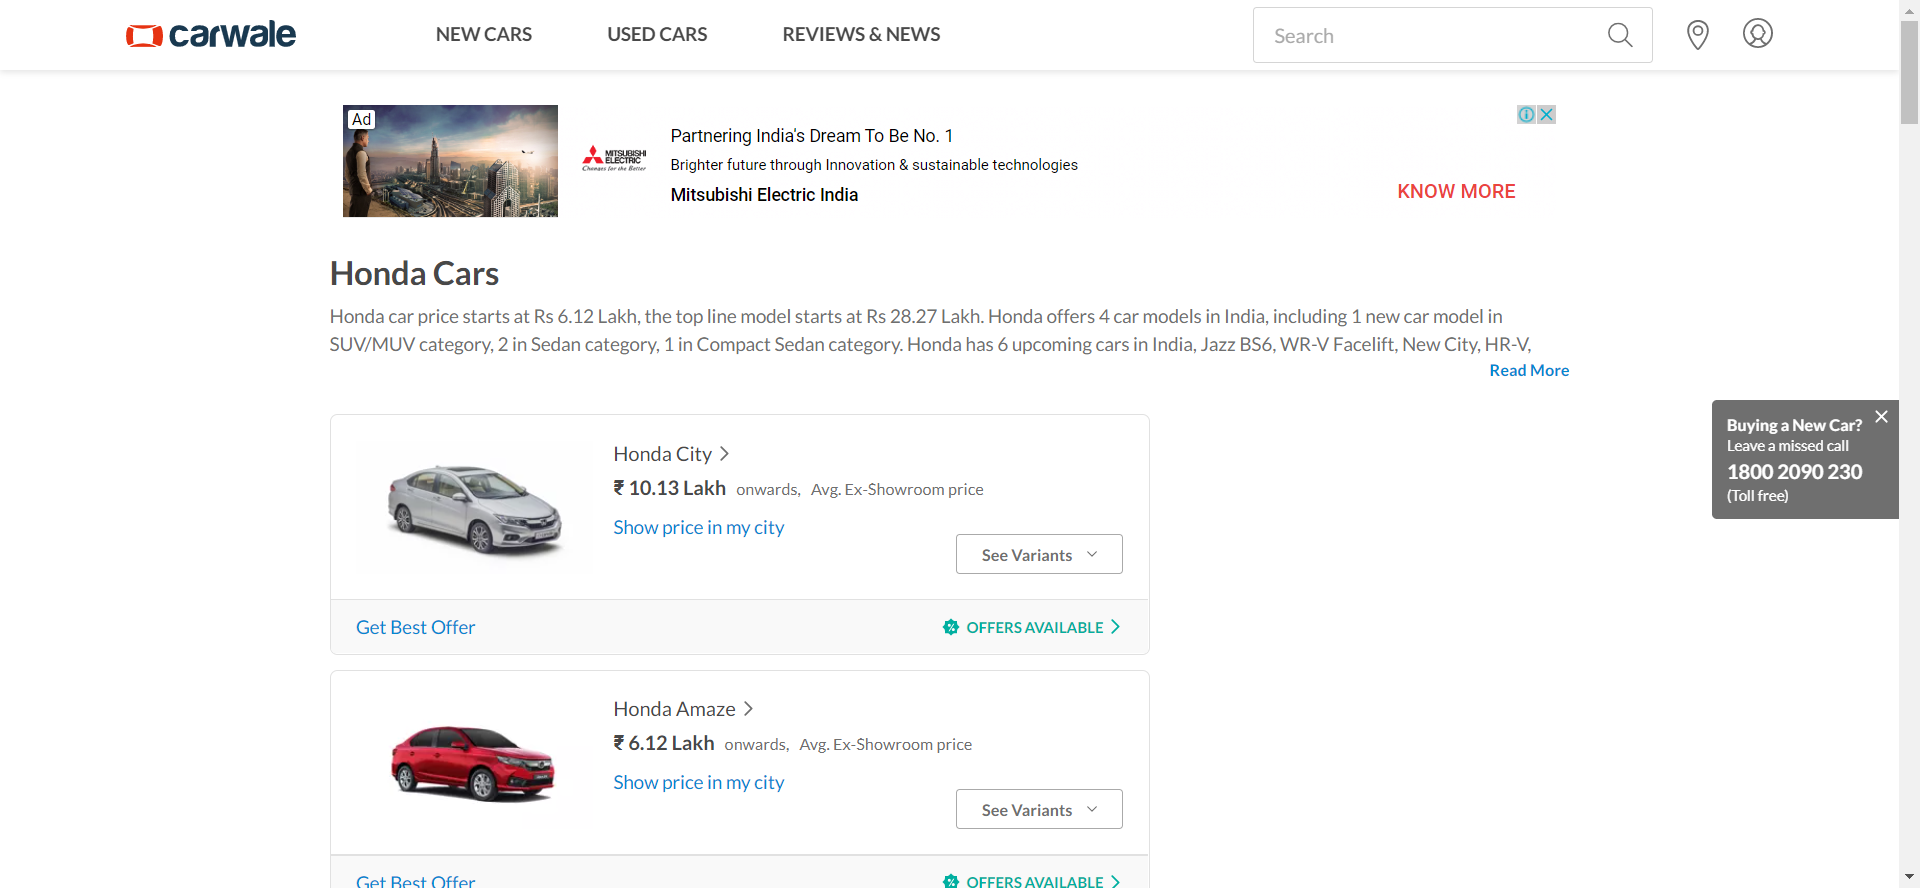 carwale
NEW CARS
USED CARS
REVIEWS & NEWS
Search
Ad
MITSUBISHI
ELECTRIC
Changes for the Better
Partnering India's Dream To Be No. 1
Brighter future through Innovation & sustainable technologies
Mitsubishi Electric India
KNOW MORE
Honda Cars
Honda car price starts at Rs 6.12 Lakh, the top line model starts at Rs 28.27 Lakh. Honda offers 4 car models in India, including 1 new car model in
SUV/MUV category, 2 in Sedan category, 1 in Compact Sedan category. Honda has 6 upcoming cars in India, Jazz BS6, WR-V Facelift, New City, HR-V,
Read More
Buying a New Car?
Leave a missed call
1800 2090 230
(Toll free)
Honda City
₹ 10.13 Lakh onwards, Avg. Ex-Showroom price
Show price in my city
See Variants
Get Best Offer
OFFERS AVAILABLE
Honda Amaze
₹ 6.12 Lakh onwards, Avg. Ex-Showroom price
Show price in my city
See Variants
Get Best Offer
OFFERS AVAILABLE